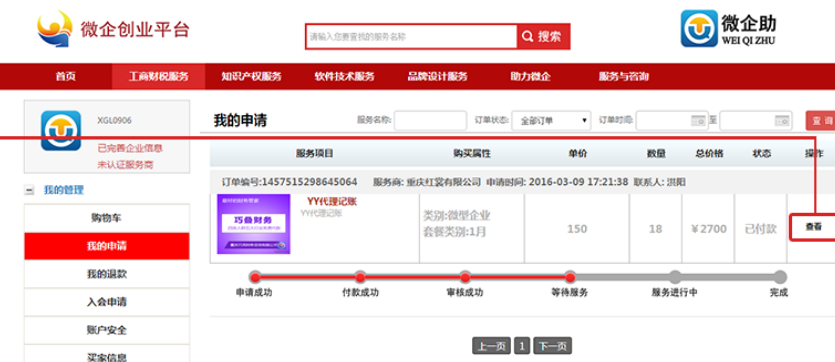 微企创业平台
请输入您要查找的服务名称
搜索
微企助
WEI QI ZHU
首页 工商财税服务 知识产权服务 软件技术服务 品牌设计服务 助力微企 服务与咨询
XGL0906
已完善企业信息
未认证服务商
我的管理
购物车
我的申请
我的退款
入会申请
账户安全
买家信息
我的申请 服务名称: 订单状态: 全部订单 订单时间: 至 查 询
服务项目 购买属性 单价 数量 总价格 状态 操作
订单编号:1457515298645064 服务商: 重庆红裳有限公司 申请时间: 2016-03-09 17:21:38 联系人: 洪阳
巧叠财务
YY代理记账
YY代理记账
类别:微型企业
套餐类别:1月
150 18 ¥2700 已付款 查看
申请成功 付款成功 审核成功 等待服务 服务进行中 完成
上一页 1 下一页